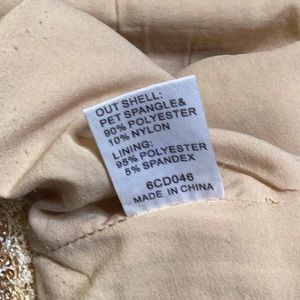 OUT SHELL:
PET SPANGLE&
90% POLYESTER
10% NYLON
LINING:
95% POLYESTER
5% SPANDEX
6CD046
MADE IN CHINA